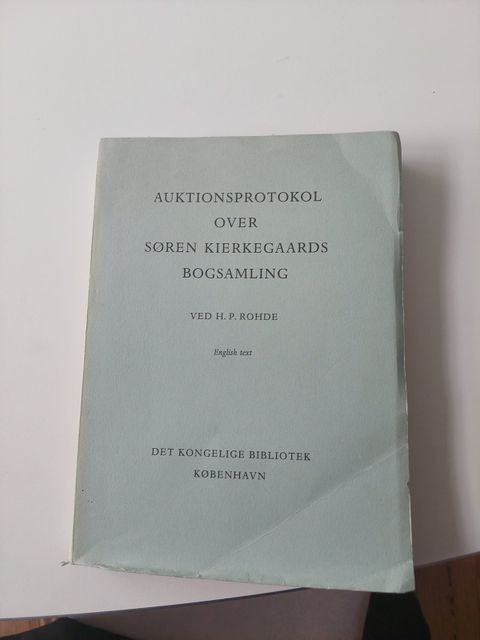 AUKTIONSPROTOKOL
OVER
SØREN KIERKEGAARDS
BOGSAMLING
VED H. P. ROHDE
English text
DET KONGELIGE BIBLIOTEK
KØBENHAVN